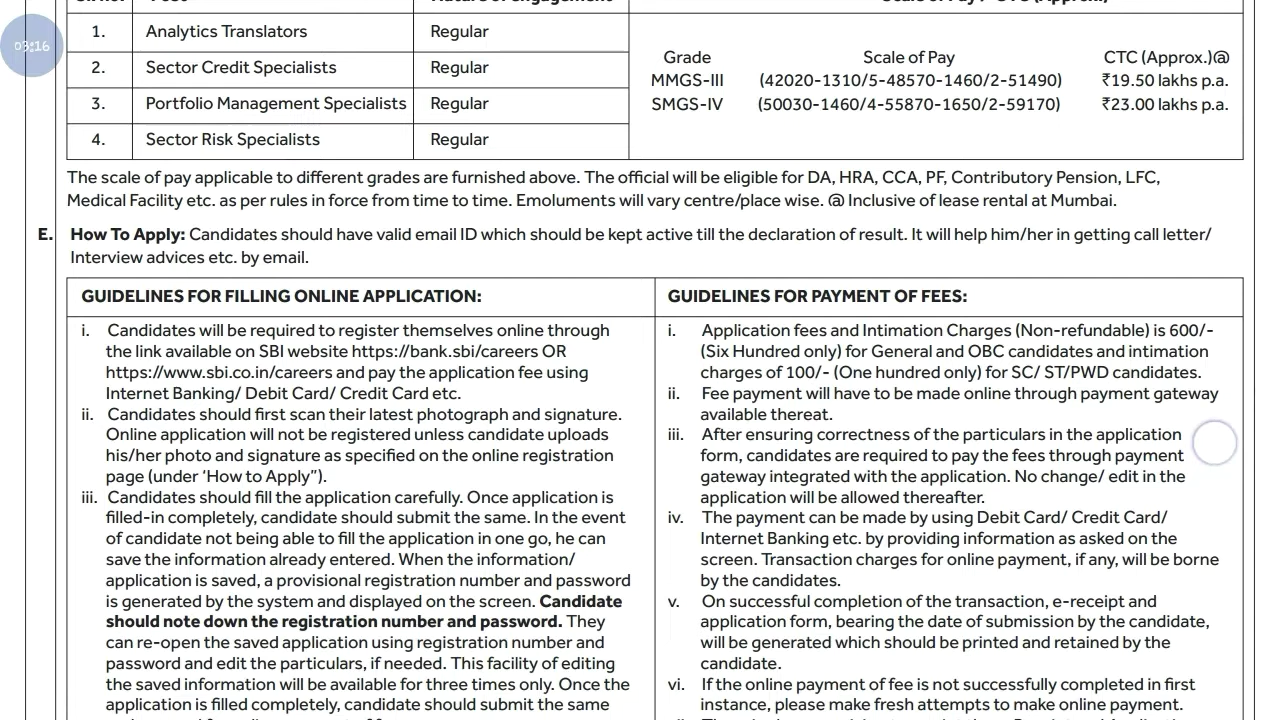 03:16
1. Analytics Translators Regular
2. Sector Credit Specialists Regular
3. Portfolio Management Specialists Regular
4. Sector Risk Specialists Regular
Grade Scale of Pay CTC (Approx.)@
MMGS-III (42020-1310/5-48570-1460/2-51490) ₹19.50 lakhs p.a.
SMGS-IV (50030-1460/4-55870-1650/2-59170) ₹23.00 lakhs p.a.
The scale of pay applicable to different grades are furnished above. The official will be eligible for DA, HRA, CCA, PF, Contributory Pension, LFC,
Medical Facility etc. as per rules in force from time to time. Emoluments will vary centre/place wise. @ Inclusive of lease rental at Mumbai.
E. How To Apply: Candidates should have valid email ID which should be kept active till the declaration of result. It will help him/her in getting call letter/
Interview advices etc. by email.
GUIDELINES FOR FILLING ONLINE APPLICATION:
i. Candidates will be required to register themselves online through
the link available on SBI website https://bank.sbi/careers OR
https://www.sbi.co.in/careers and pay the application fee using
Internet Banking/ Debit Card/ Credit Card etc.
ii. Candidates should first scan their latest photograph and signature.
Online application will not be registered unless candidate uploads
his/her photo and signature as specified on the online registration
page (under ‘How to Apply”).
iii. Candidates should fill the application carefully. Once application is
filled-in completely, candidate should submit the same. In the event
of candidate not being able to fill the application in one go, he can
save the information already entered. When the information/
application is saved, a provisional registration number and password
is generated by the system and displayed on the screen. Candidate
should note down the registration number and password. They
can re-open the saved application using registration number and
password and edit the particulars, if needed. This facility of editing
the saved information will be available for three times only. Once the
application is filled completely, candidate should submit the same
GUIDELINES FOR PAYMENT OF FEES:
i. Application fees and Intimation Charges (Non-refundable) is 600/-
(Six Hundred only) for General and OBC candidates and intimation
charges of 100/- (One hundred only) for SC/ ST/PWD candidates.
ii. Fee payment will have to be made online through payment gateway
available thereat.
iii. After ensuring correctness of the particulars in the application
form, candidates are required to pay the fees through payment
gateway integrated with the application. No change/ edit in the
application will be allowed thereafter.
iv. The payment can be made by using Debit Card/ Credit Card/
Internet Banking etc. by providing information as asked on the
screen. Transaction charges for online payment, if any, will be borne
by the candidates.
v. On successful completion of the transaction, e-receipt and
application form, bearing the date of submission by the candidate,
will be generated which should be printed and retained by the
candidate.
vi. If the online payment of fee is not successfully completed in first
instance, please make fresh attempts to make online payment.